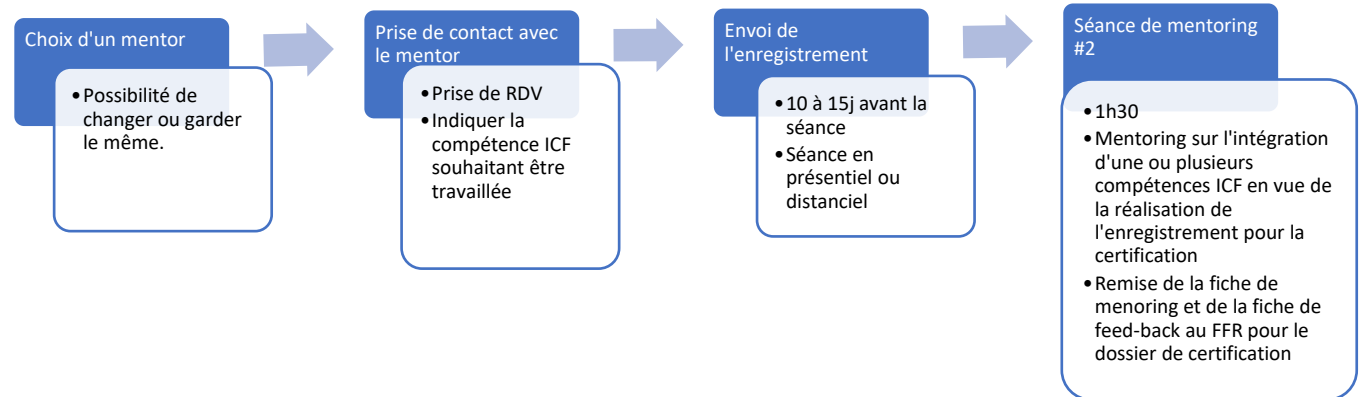 Choix d'un mentor
• Possibilité de
changer ou garder
le même.
Prise de contact avec
le mentor
• Prise de RDV
• Indiquer la
compétence ICF
souhaitant être
travaillée
Envoi de
l'enregistrement
• 10 à 15j avant la
séance
• Séance en
présentiel ou
distanciel
Séance de mentoring
#2
• 1h30
• Mentoring sur l'intégration
d'une ou plusieurs
compétences ICF en vue de
la réalisation de
l'enregistrement pour la
certification
• Remise de la fiche de
menoring et de la fiche de
feed-back au FFR pour le
dossier de certification